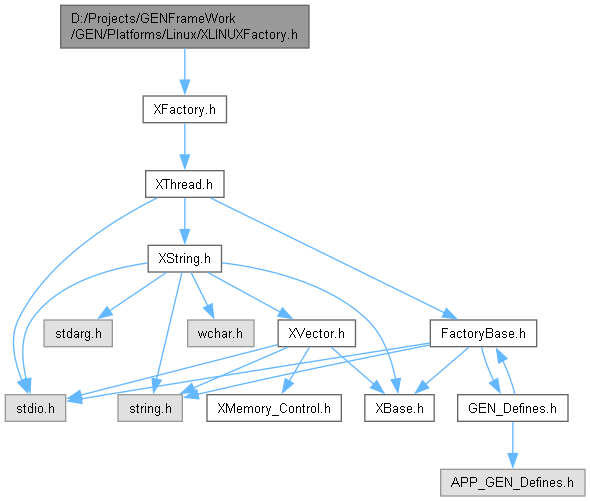 D:/Projects/GENFrameWork
/GEN/Platforms/Linux/XLINUXFactory.h
XFactory.h
XThread.h
XString.h
stdarg.h
wchar.h
XVector.h
FactoryBase.h
stdio.h
string.h
XMemory_Control.h
XBase.h
GEN_Defines.h
APP_GEN_Defines.h